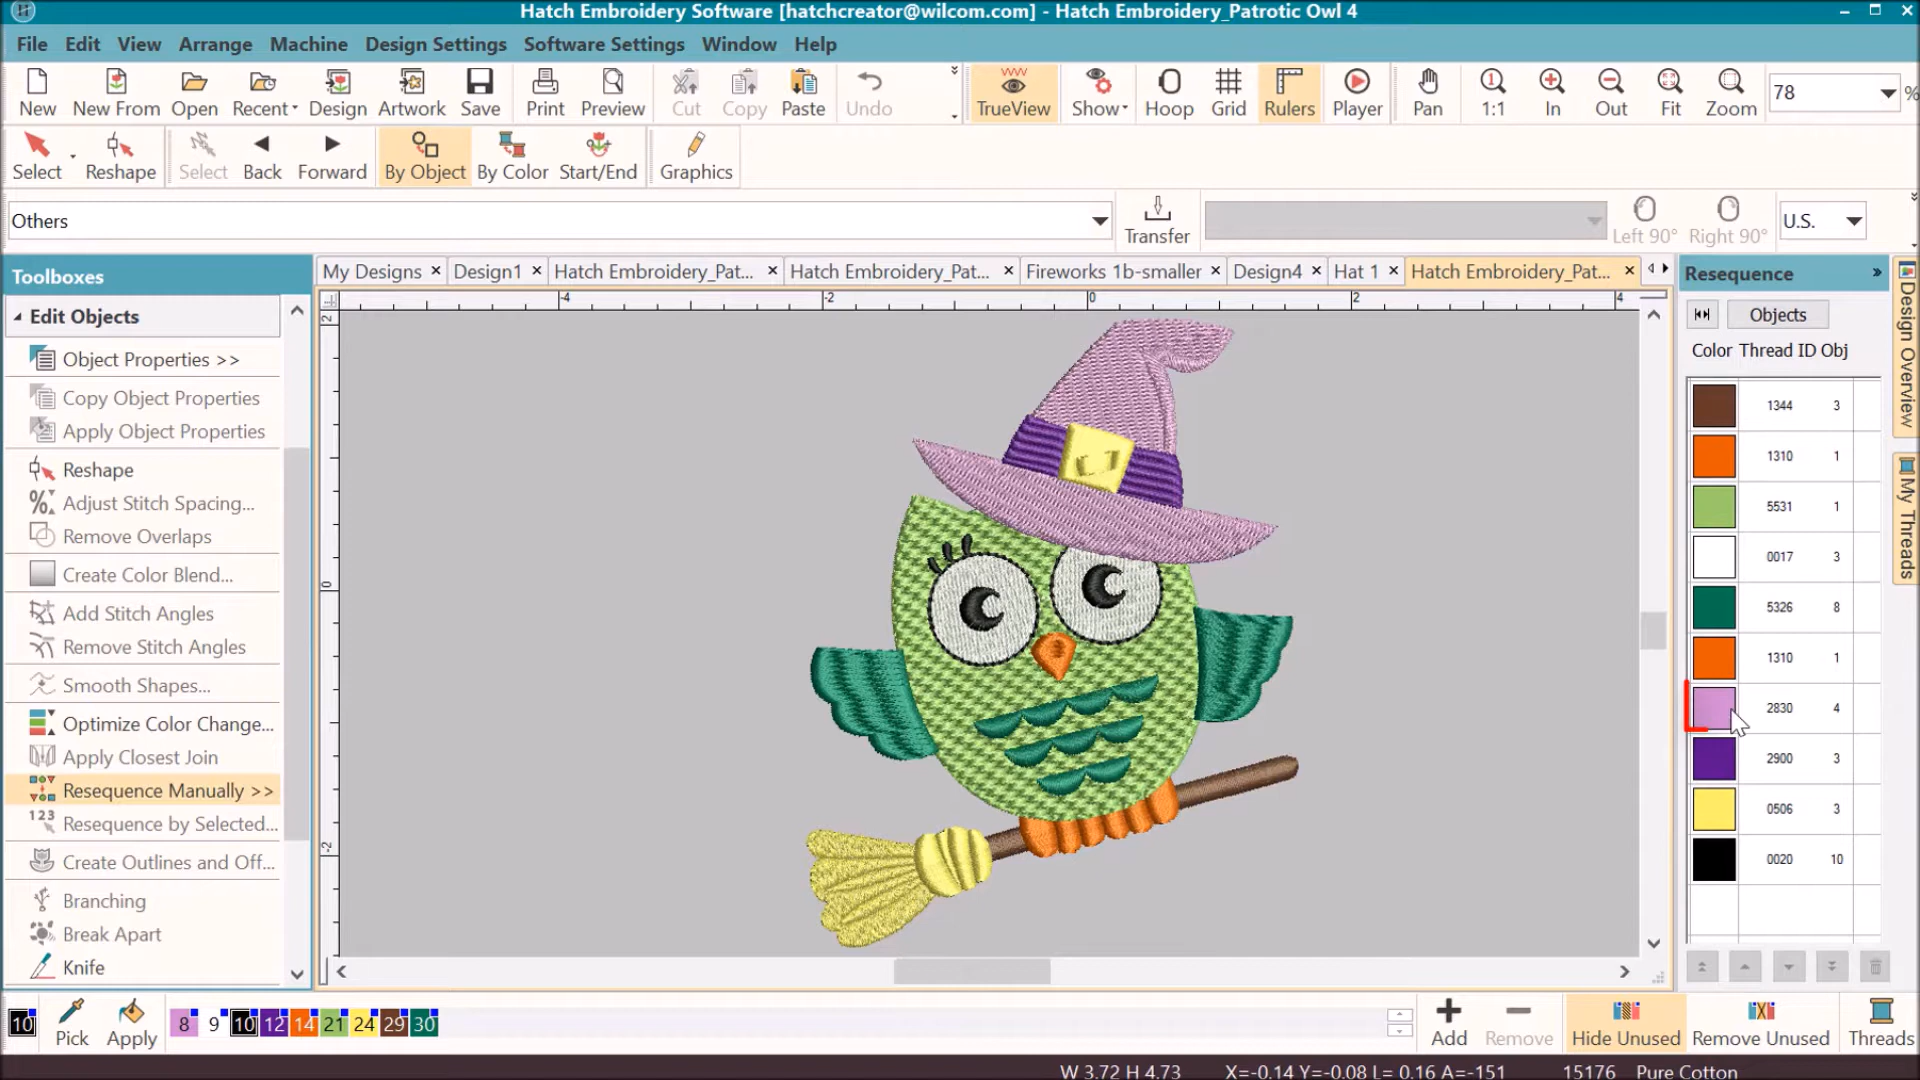 Hatch Embroidery Software [hatchcreator@wilcom.com] - Hatch Embroidery_Patrotic Owl 4
File Edit View Arrange Machine Design Settings Software Settings Window Help
New New From Open Recent Design Artwork Save Print Preview Cut Copy Paste Undo TrueView Show Hoop Grid Rulers Player Pan 1:1 In Out Fit Zoom 78 %
Select Reshape Select Back Forward By Object By Color Start/End Graphics
Others Transfer Left 90° Right 90° U.S.
Toolboxes
My Designs Design1 Hatch Embroidery_Pat... Hatch Embroidery_Pat... Fireworks 1b-smaller Design4 Hat 1 Hatch Embroidery_Pat...
-4 -2 0 2 4
2
0
-2
Edit Objects
Object Properties >>
Copy Object Properties
Apply Object Properties
Reshape
Adjust Stitch Spacing...
Remove Overlaps
Create Color Blend...
Add Stitch Angles
Remove Stitch Angles
Smooth Shapes...
Optimize Color Change...
Apply Closest Join
Resequence Manually >>
Resequence by Selected...
Create Outlines and Off...
Branching
Break Apart
Knife
Resequence
Objects
Color Thread ID Obj
1344 3
1310 1
5531 1
0017 3
5326 8
1310 1
2830 4
2900 3
0506 3
0020 10
Design Overview
My Threads
10 Pick Apply 8 9 10 12 14 21 24 29 30 Add Remove Hide Unused Remove Unused Threads
W 3.72 H 4.73 X=-0.14 Y=-0.08 L= 0.16 A=-151 15176 Pure Cotton